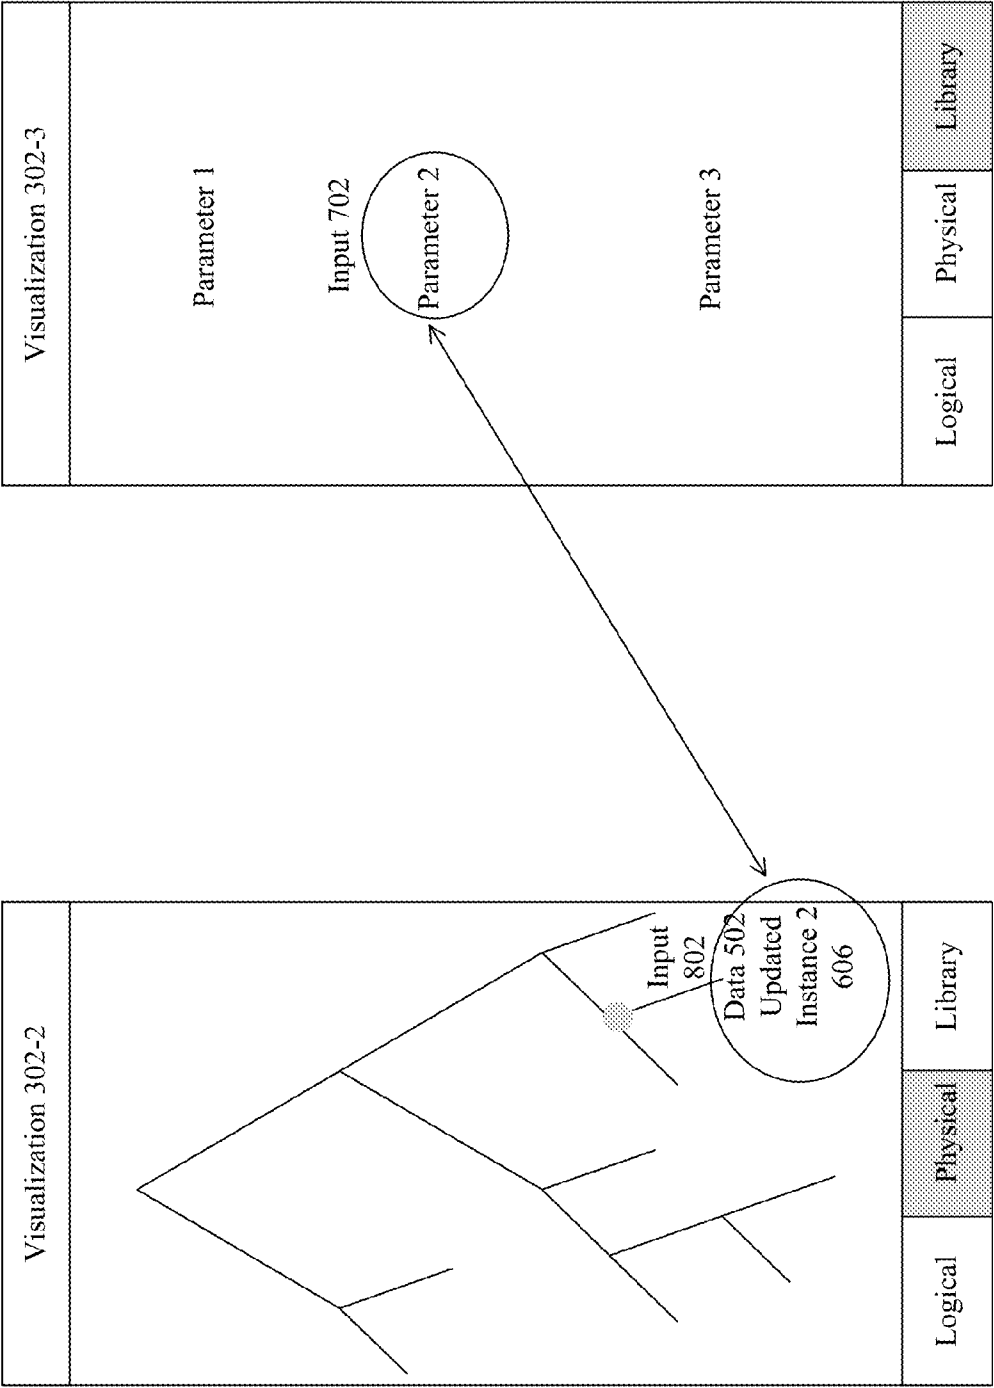 Visualization 302-2
Input
802
Data 502
Updated
Instance 2
606
Logical
Physical
Library
Visualization 302-3
Parameter 1
Input 702
Parameter 2
Parameter 3
Logical
Physical
Library